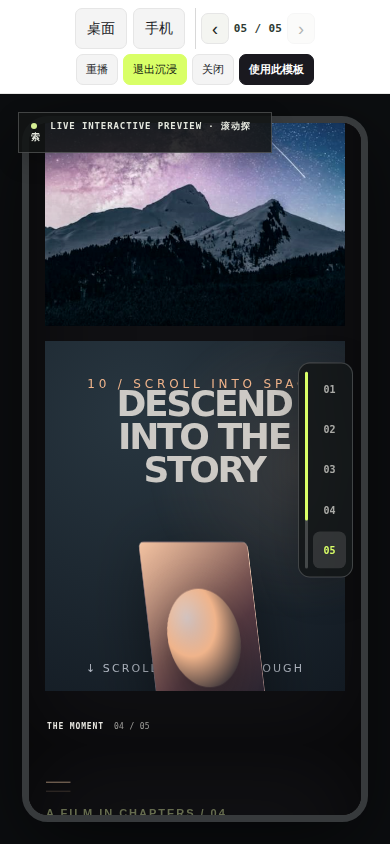 桌面 手机 ‹ 05 / 05 ›
重播 退出沉浸 关闭 使用此模板
LIVE INTERACTIVE PREVIEW · 滚动探
索
10 / SCROLL INTO SPA
DESCEND
INTO THE
STORY
01
02
03
04
05
↓ SCROLL OUGH
THE MOMENT 04 / 05
A FILM IN CHAPTERS / 04